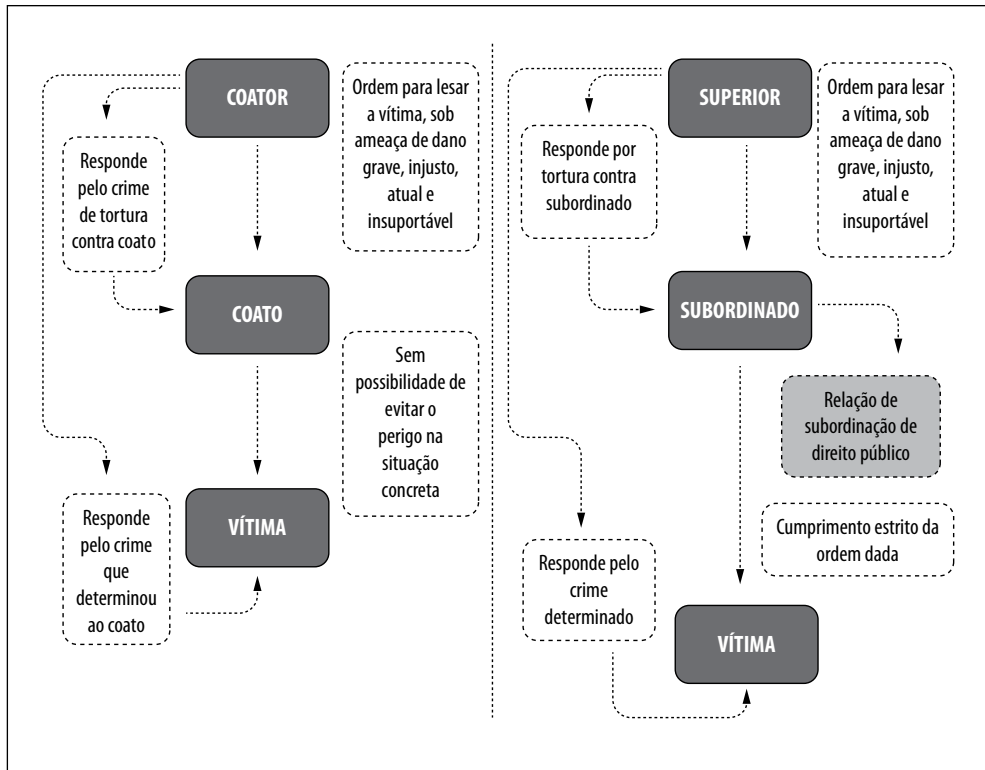 COATOR
Ordem para lesar
a vítima, sob
ameaça de dano
grave, injusto,
atual e
insuportável
Responde
pelo crime
de tortura
contra coato
COATO
Sem
possibilidade de
evitar o
perigo na
situação
concreta
VÍTIMA
Responde
pelo crime
que
determinou
ao coato
SUPERIOR
Ordem para lesar
a vítima, sob
ameaça de dano
grave, injusto,
atual e
insuportável
Responde por
tortura contra
subordinado
SUBORDINADO
Relação de
subordinação de
direito público
Cumprimento estrito da
ordem dada
Responde pelo
crime
determinado
VÍTIMA